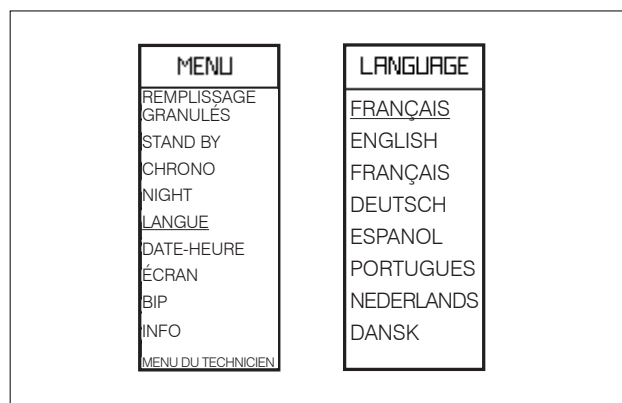 MENU
REMPLISSAGE
GRANULÉS
STAND BY
CHRONO
NIGHT
LANGUE
DATE-HEURE
ÉCRAN
BIP
INFO
MENU DU TECHNICIEN
LANGUAGE
FRANÇAIS
ENGLISH
FRANÇAIS
DEUTSCH
ESPANOL
PORTUGUES
NEDERLANDS
DANSK